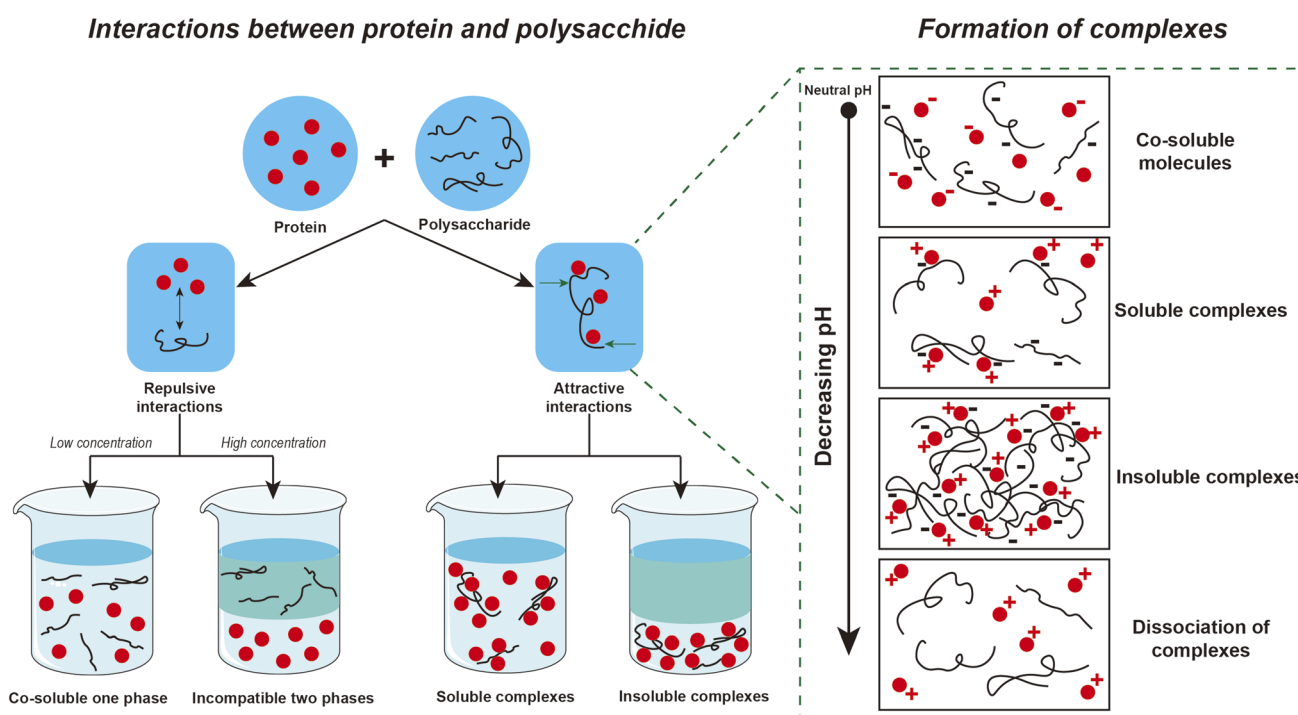 Interactions between protein and polysacchide
Formation of complexes
Neutral pH
Co-soluble
molecules
Protein
Polysaccharide
Soluble complexes
Decreasing pH
Repulsive
interactions
Attractive
interactions
Low concentration
High concentration
Insoluble complexes
Dissociation of
complexes
Co-soluble one phase
Incompatible two phases
Soluble complexes
Insoluble complexes